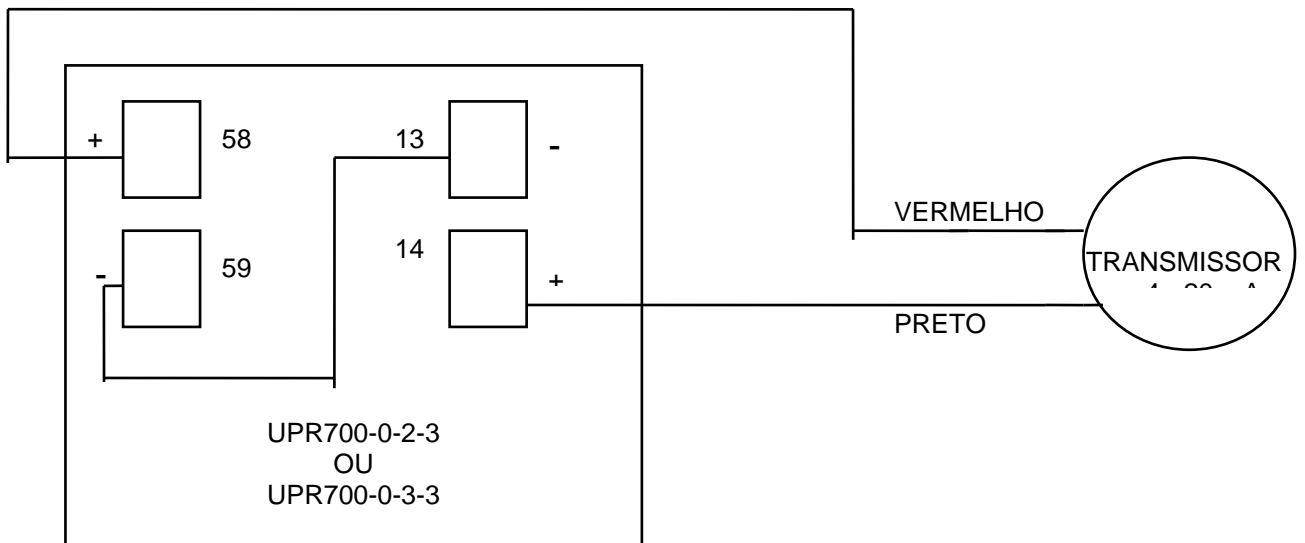 + 58 13 -
VERMELHO
- 59 14 +
TRANSMISSOR
PRETO
UPR700-0-2-3
OU
UPR700-0-3-3